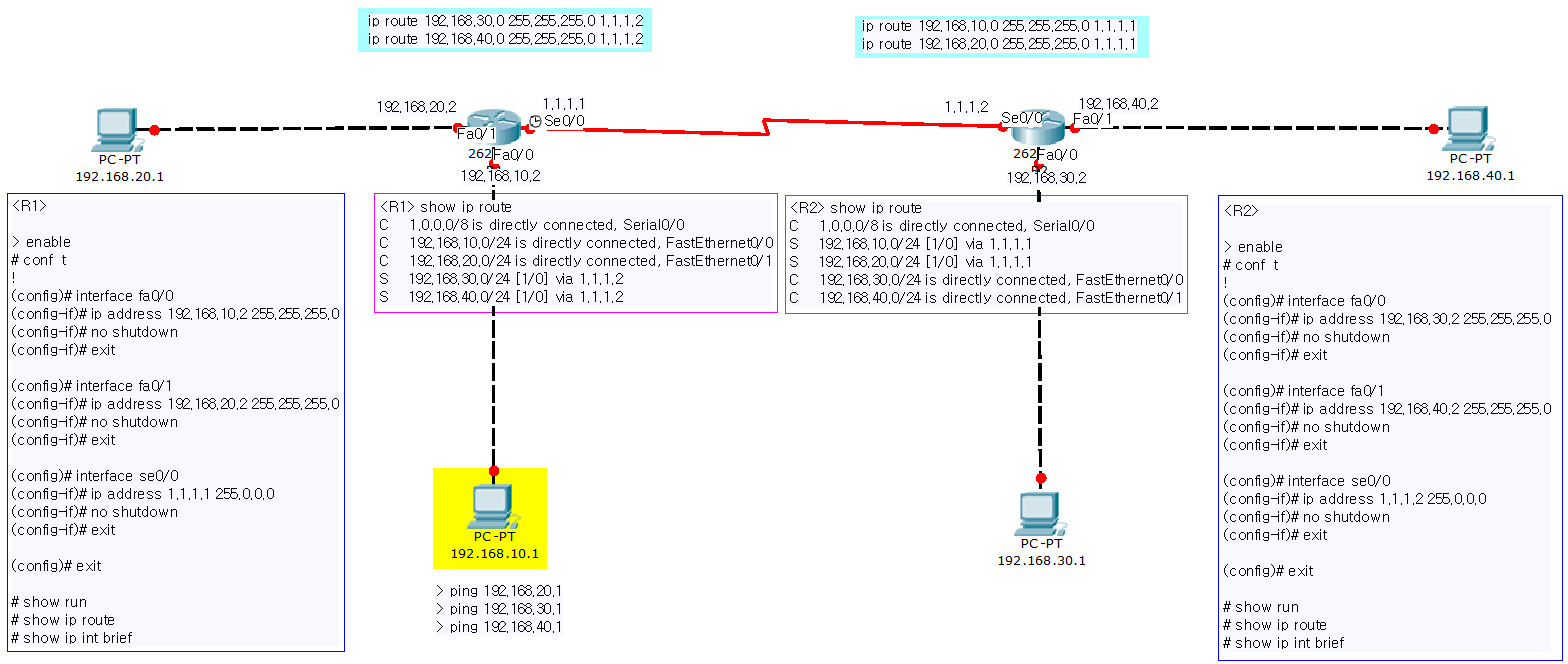 ip route 192.168.30.0 255.255.255.0 1.1.1.2
ip route 192.168.40.0 255.255.255.0 1.1.1.2
ip route 192.168.10.0 255.255.255.0 1.1.1.1
ip route 192.168.20.0 255.255.255.0 1.1.1.1
192.168.20.2
1.1.1.1
Se0/0
Fa0/1
262
Fa0/0
192.168.10.2
1.1.1.2
192.168.40.2
Se0/0
Fa0/1
262
Fa0/0
192.168.30.2
PC-PT
192.168.20.1
PC-PT
192.168.40.1
<R1>
> enable
# conf t
!
(config)# interface fa0/0
(config-if)# ip address 192.168.10.2 255.255.255.0
(config-if)# no shutdown
(config-if)# exit
(config)# interface fa0/1
(config-if)# ip address 192.168.20.2 255.255.255.0
(config-if)# no shutdown
(config-if)# exit
(config)# interface se0/0
(config-if)# ip address 1.1.1.1 255.0.0.0
(config-if)# no shutdown
(config-if)# exit
(config)# exit
# show run
# show ip route
# show ip int brief
<R1> show ip route
C 1.0.0.0/8 is directly connected, Serial0/0
C 192.168.10.0/24 is directly connected, FastEthernet0/0
C 192.168.20.0/24 is directly connected, FastEthernet0/1
S 192.168.30.0/24 [1/0] via 1.1.1.2
S 192.168.40.0/24 [1/0] via 1.1.1.2
<R2> show ip route
C 1.0.0.0/8 is directly connected, Serial0/0
S 192.168.10.0/24 [1/0] via 1.1.1.1
S 192.168.20.0/24 [1/0] via 1.1.1.1
C 192.168.30.0/24 is directly connected, FastEthernet0/0
C 192.168.40.0/24 is directly connected, FastEthernet0/1
<R2>
> enable
# conf t
!
(config)# interface fa0/0
(config-if)# ip address 192.168.30.2 255.255.255.0
(config-if)# no shutdown
(config-if)# exit
(config)# interface fa0/1
(config-if)# ip address 192.168.40.2 255.255.255.0
(config-if)# no shutdown
(config-if)# exit
(config)# interface se0/0
(config-if)# ip address 1.1.1.2 255.0.0.0
(config-if)# no shutdown
(config-if)# exit
(config)# exit
# show run
# show ip route
# show ip int brief
PC-PT
192.168.10.1
> ping 192.168.20.1
> ping 192.168.30.1
> ping 192.168.40.1
PC-PT
192.168.30.1